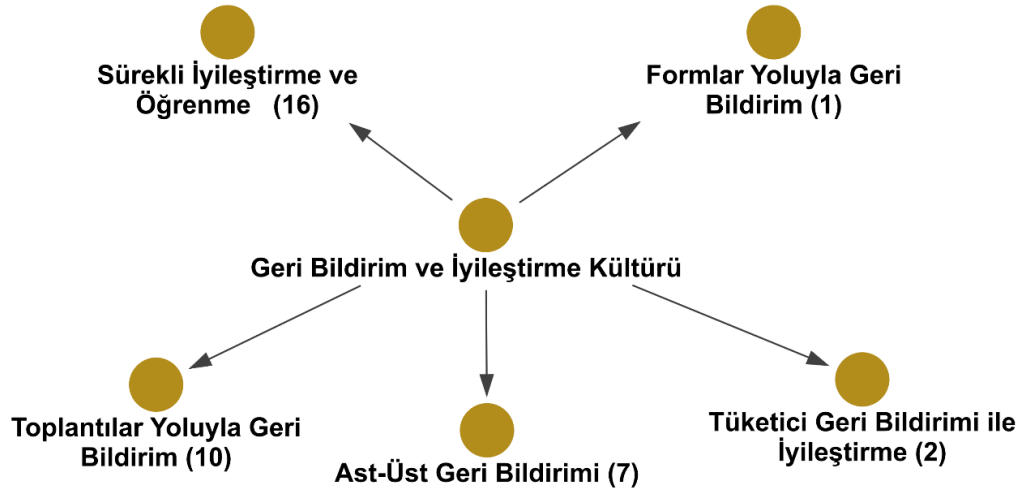 Sürekli İyileştirme ve
Öğrenme (16)
Formlar Yoluyla Geri
Bildirim (1)
Geri Bildirim ve İyileştirme Kültürü
Toplantılar Yoluyla Geri
Bildirim (10)
Ast-Üst Geri Bildirimi (7)
Tüketici Geri Bildirimi ile
İyileştirme (2)